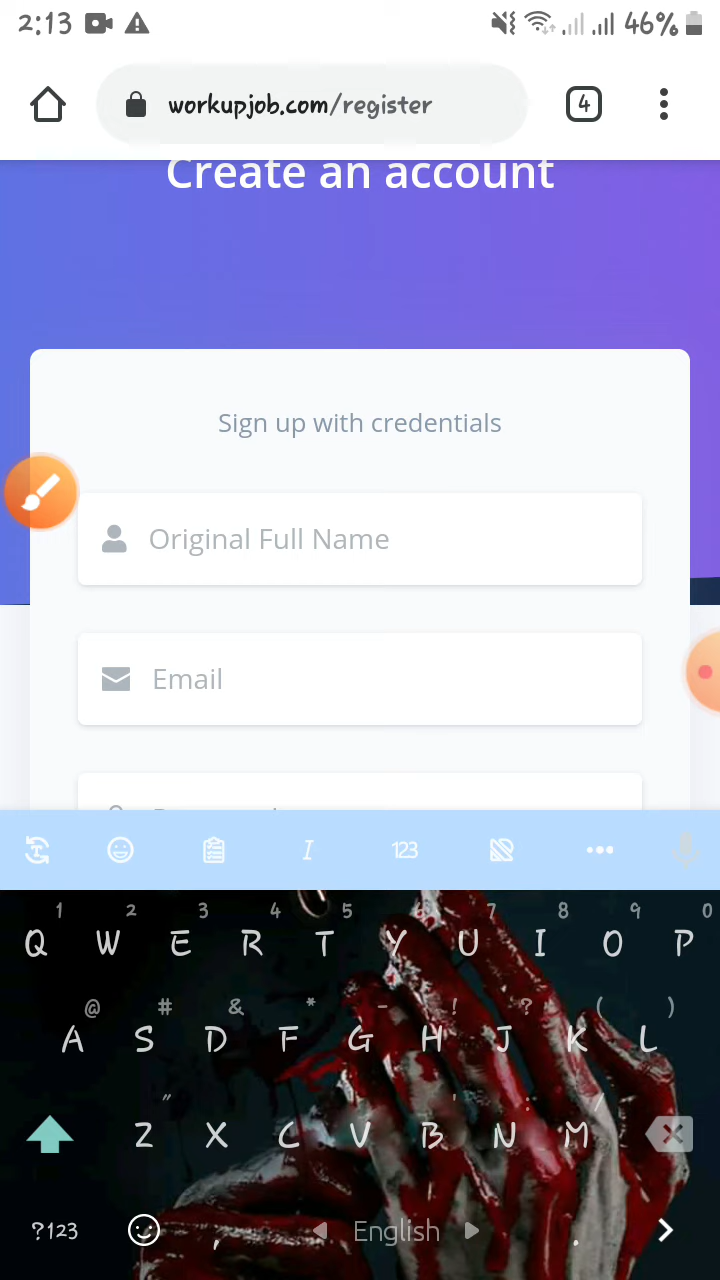 2:13 46%
workupjob.com/register 4
Create an account
Sign up with credentials
Original Full Name
Email
123
1 2 3 4 5 6 7 8 9 0
Q W E R T Y U I O P
@ # & * - ! ? ( )
A S D F G H J K L
" ' : /
Z X C V B N M
?123 , English .